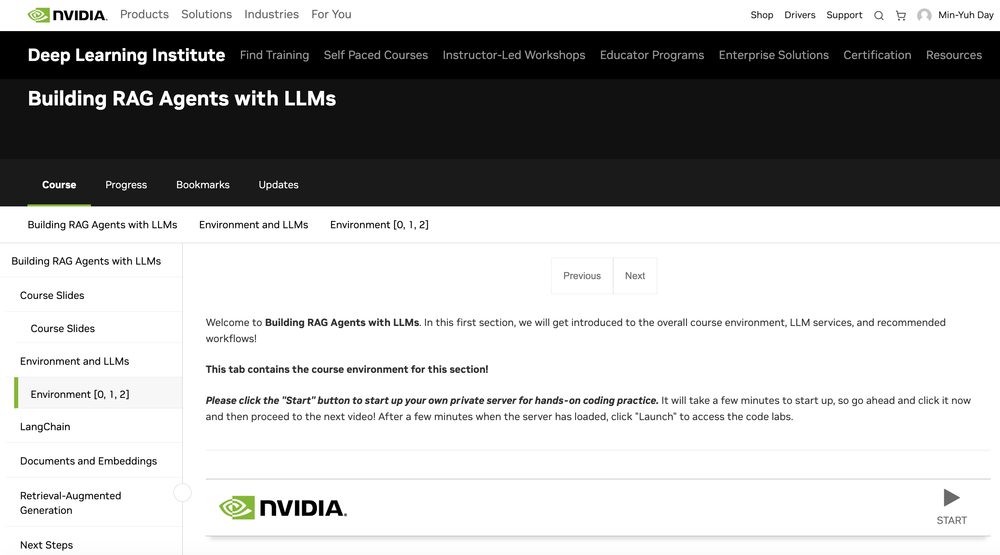 NVIDIA. Products Solutions Industries For You Shop Drivers Support Min-Yuh Day
Deep Learning Institute Find Training Self Paced Courses Instructor-Led Workshops Educator Programs Enterprise Solutions Certification Resources
Building RAG Agents with LLMs
Course Progress Bookmarks Updates
Building RAG Agents with LLMs Environment and LLMs Environment [0, 1, 2]
Building RAG Agents with LLMs
Course Slides
Course Slides
Environment and LLMs
Environment [0, 1, 2]
LangChain
Documents and Embeddings
Retrieval-Augmented
Generation
Next Steps
Previous Next
Welcome to Building RAG Agents with LLMs. In this first section, we will get introduced to the overall course environment, LLM services, and recommended
workflows!
This tab contains the course environment for this section!
Please click the "Start" button to start up your own private server for hands-on coding practice. It will take a few minutes to start up, so go ahead and click it now
and then proceed to the next video! After a few minutes when the server has loaded, click "Launch" to access the code labs.
NVIDIA.®
START